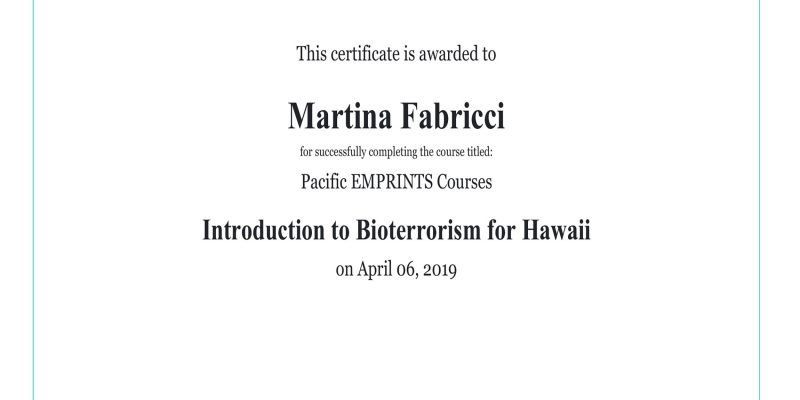 This certificate is awarded to
Martina Fabricci
for successfully completing the course titled:
Pacific EMPRINTS Courses
Introduction to Bioterrorism for Hawaii
on April 06, 2019